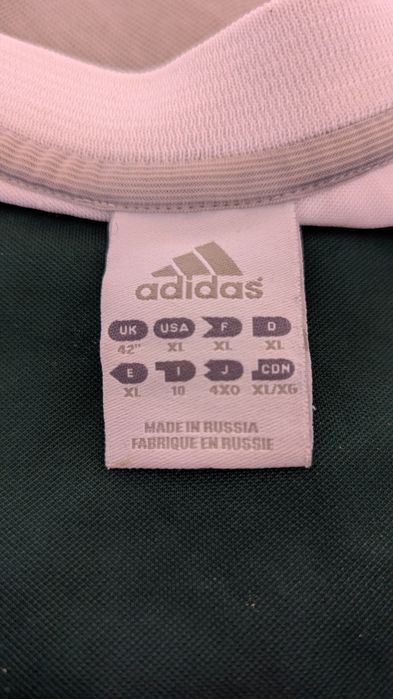 adidas
UK USA F D
42" XL XL XL
E I J CDN
XL 10 4XO XL/XG
MADE IN RUSSIA
FABRIQUE EN RUSSIE